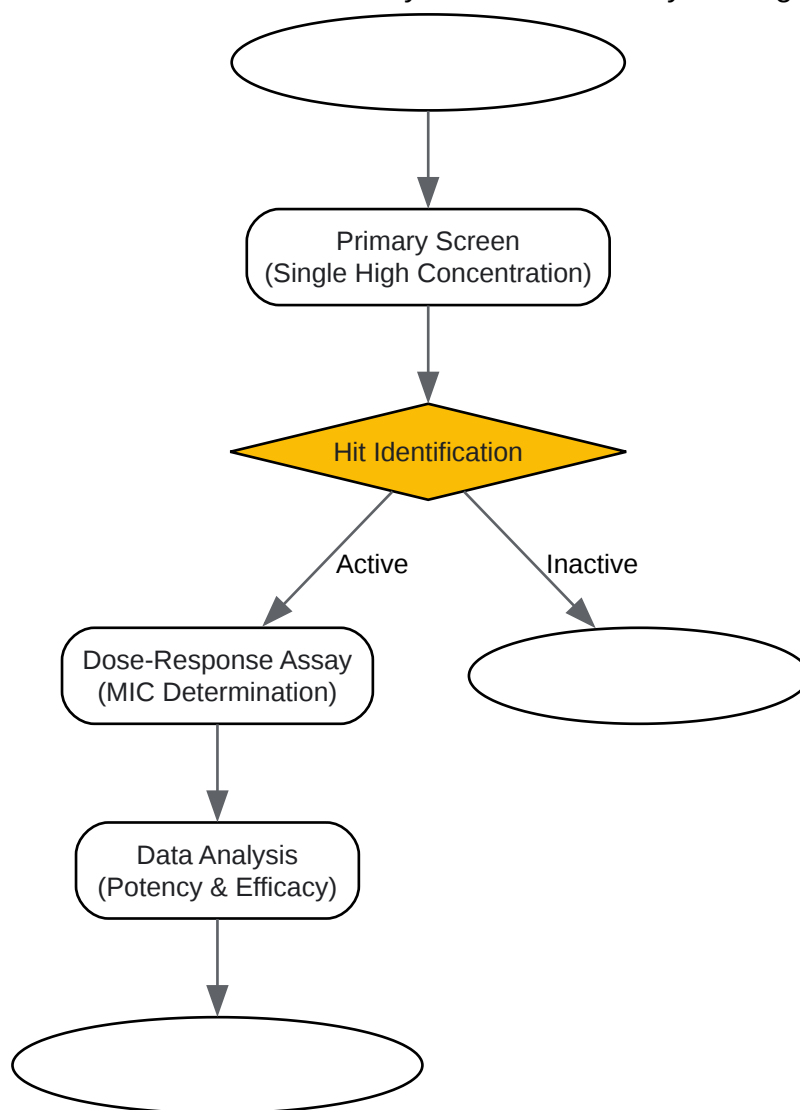 Primary Screen
(Single High Concentration)
Hit Identification
Active
Inactive
Dose-Response Assay
(MIC Determination)
Data Analysis
(Potency & Efficacy)